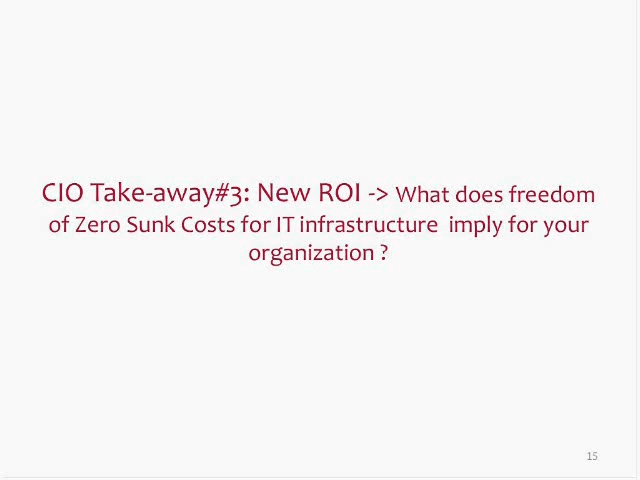 CIO Take-away#3: New ROI -> What does freedom
of Zero Sunk Costs for IT infrastructure  imply for your
organization ?
15